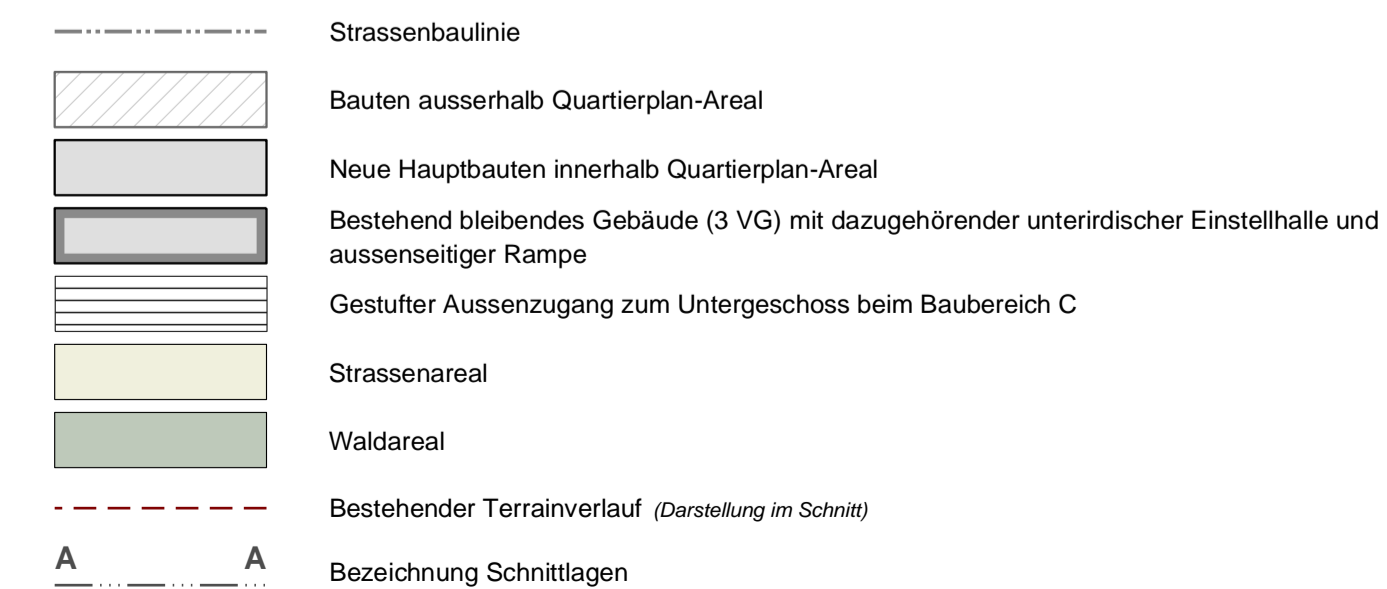 Strassenbaulinie
Bauten ausserhalb Quartierplan-Areal
Neue Hauptbauten innerhalb Quartierplan-Areal
Bestehend bleibendes Gebäude (3 VG) mit dazugehörender unterirdischer Einstellhalle und
aussenseitiger Rampe
Gestufter Aussenzugang zum Untergeschoss beim Baubereich C
Strassenareal
Waldareal
Bestehender Terrainverlauf (Darstellung im Schnitt)
A A
Bezeichnung Schnittlagen